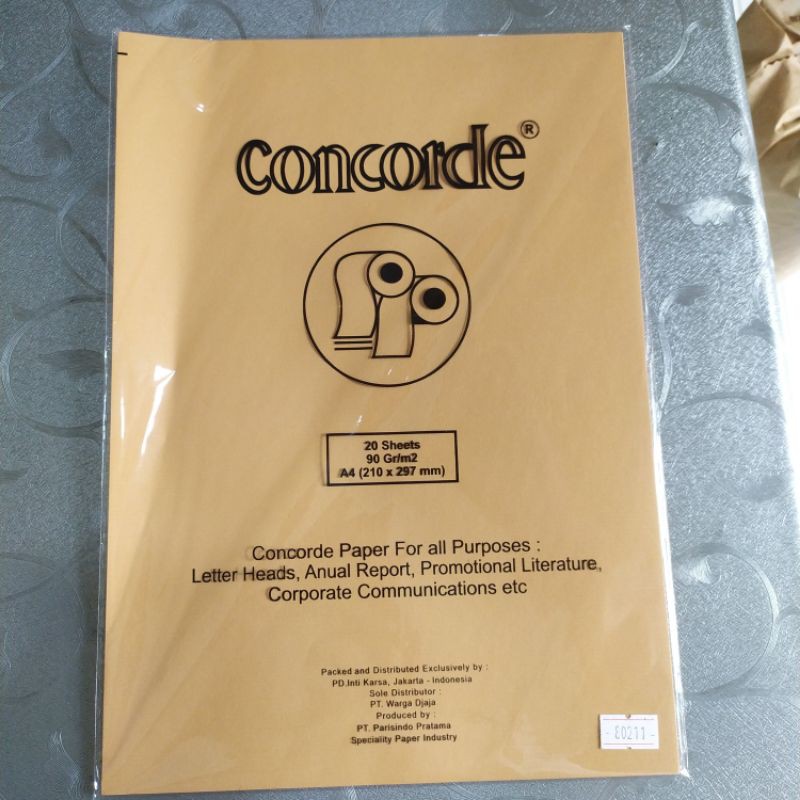 concorde®
20 Sheets
90 Gr/m2
A4 (210 x 297 mm)
Concorde Paper For all Purposes :
Letter Heads, Anual Report, Promotional Literature,
Corporate Communications etc
Packed and Distributed Exclusively by :
PD.Inti Karsa, Jakarta - Indonesia
Sole Distributor :
PT. Warga Djaja
Produced by :
PT. Parisindo Pratama
Speciality Paper Industry
- 80211 -